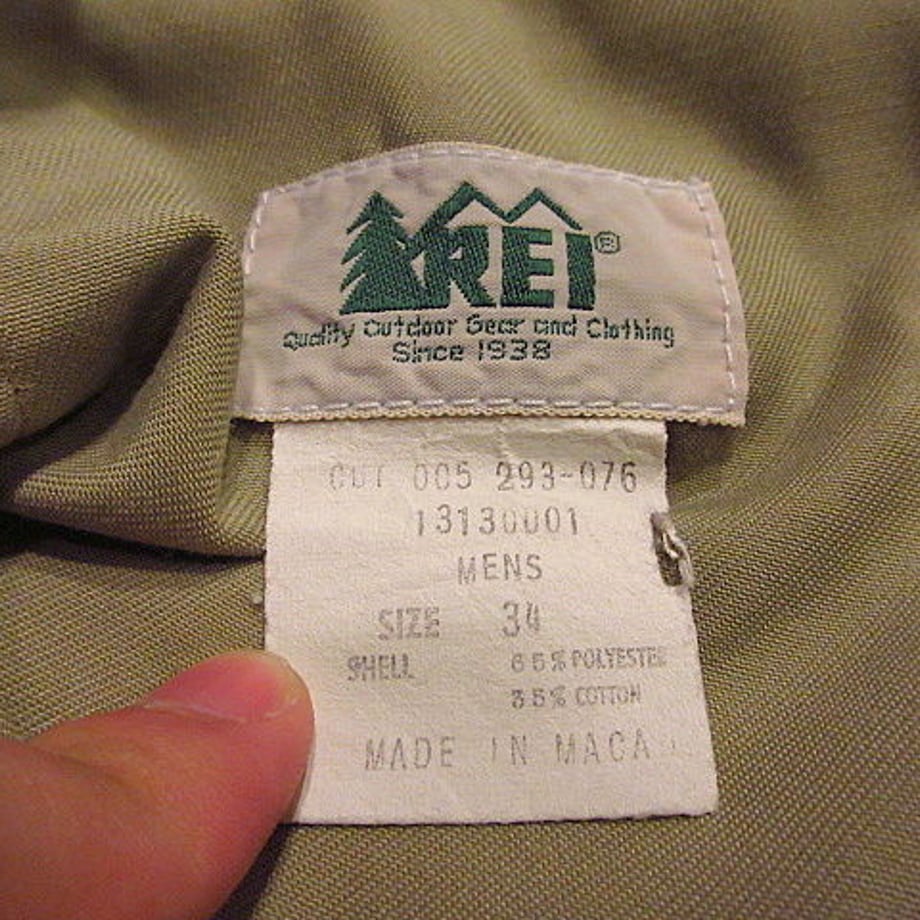 REI®
Quality Outdoor Gear and Clothing
Since 1938
CUT 005 293-076
13130001
MENS
SIZE 34
SHELL 65% POLYESTER
35% COTTON
MADE IN MACA